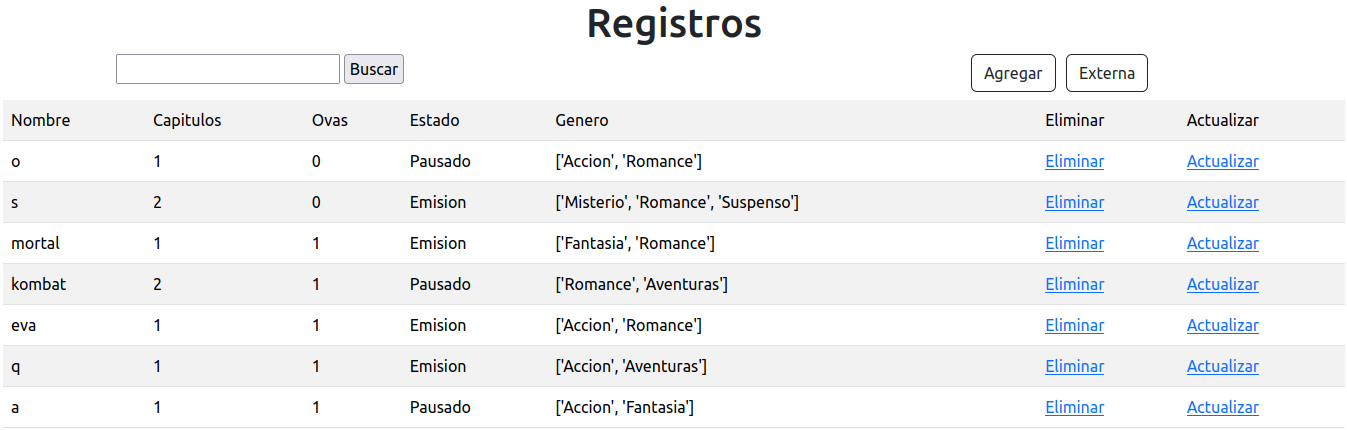 Registros
Buscar Agregar Externa
Nombre Capitulos Ovas Estado Genero Eliminar Actualizar
o 1 0 Pausado ['Accion', 'Romance'] Eliminar Actualizar
s 2 0 Emision ['Misterio', 'Romance', 'Suspenso'] Eliminar Actualizar
mortal 1 1 Emision ['Fantasia', 'Romance'] Eliminar Actualizar
kombat 2 1 Pausado ['Romance', 'Aventuras'] Eliminar Actualizar
eva 1 1 Emision ['Accion', 'Romance'] Eliminar Actualizar
q 1 1 Emision ['Accion', 'Aventuras'] Eliminar Actualizar
a 1 1 Pausado ['Accion', 'Fantasia'] Eliminar Actualizar